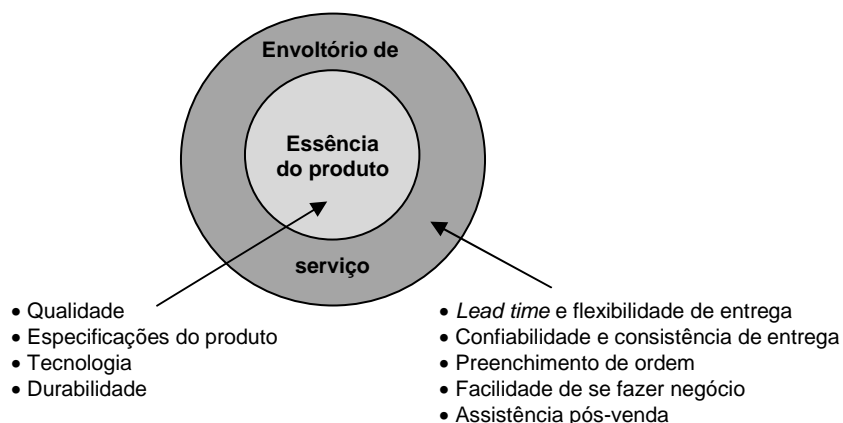 Envoltório de
Essência
do produto
serviço
• Qualidade
• Especificações do produto
• Tecnologia
• Durabilidade
• Lead time e flexibilidade de entrega
• Confiabilidade e consistência de entrega
• Preenchimento de ordem
• Facilidade de se fazer negócio
• Assistência pós-venda